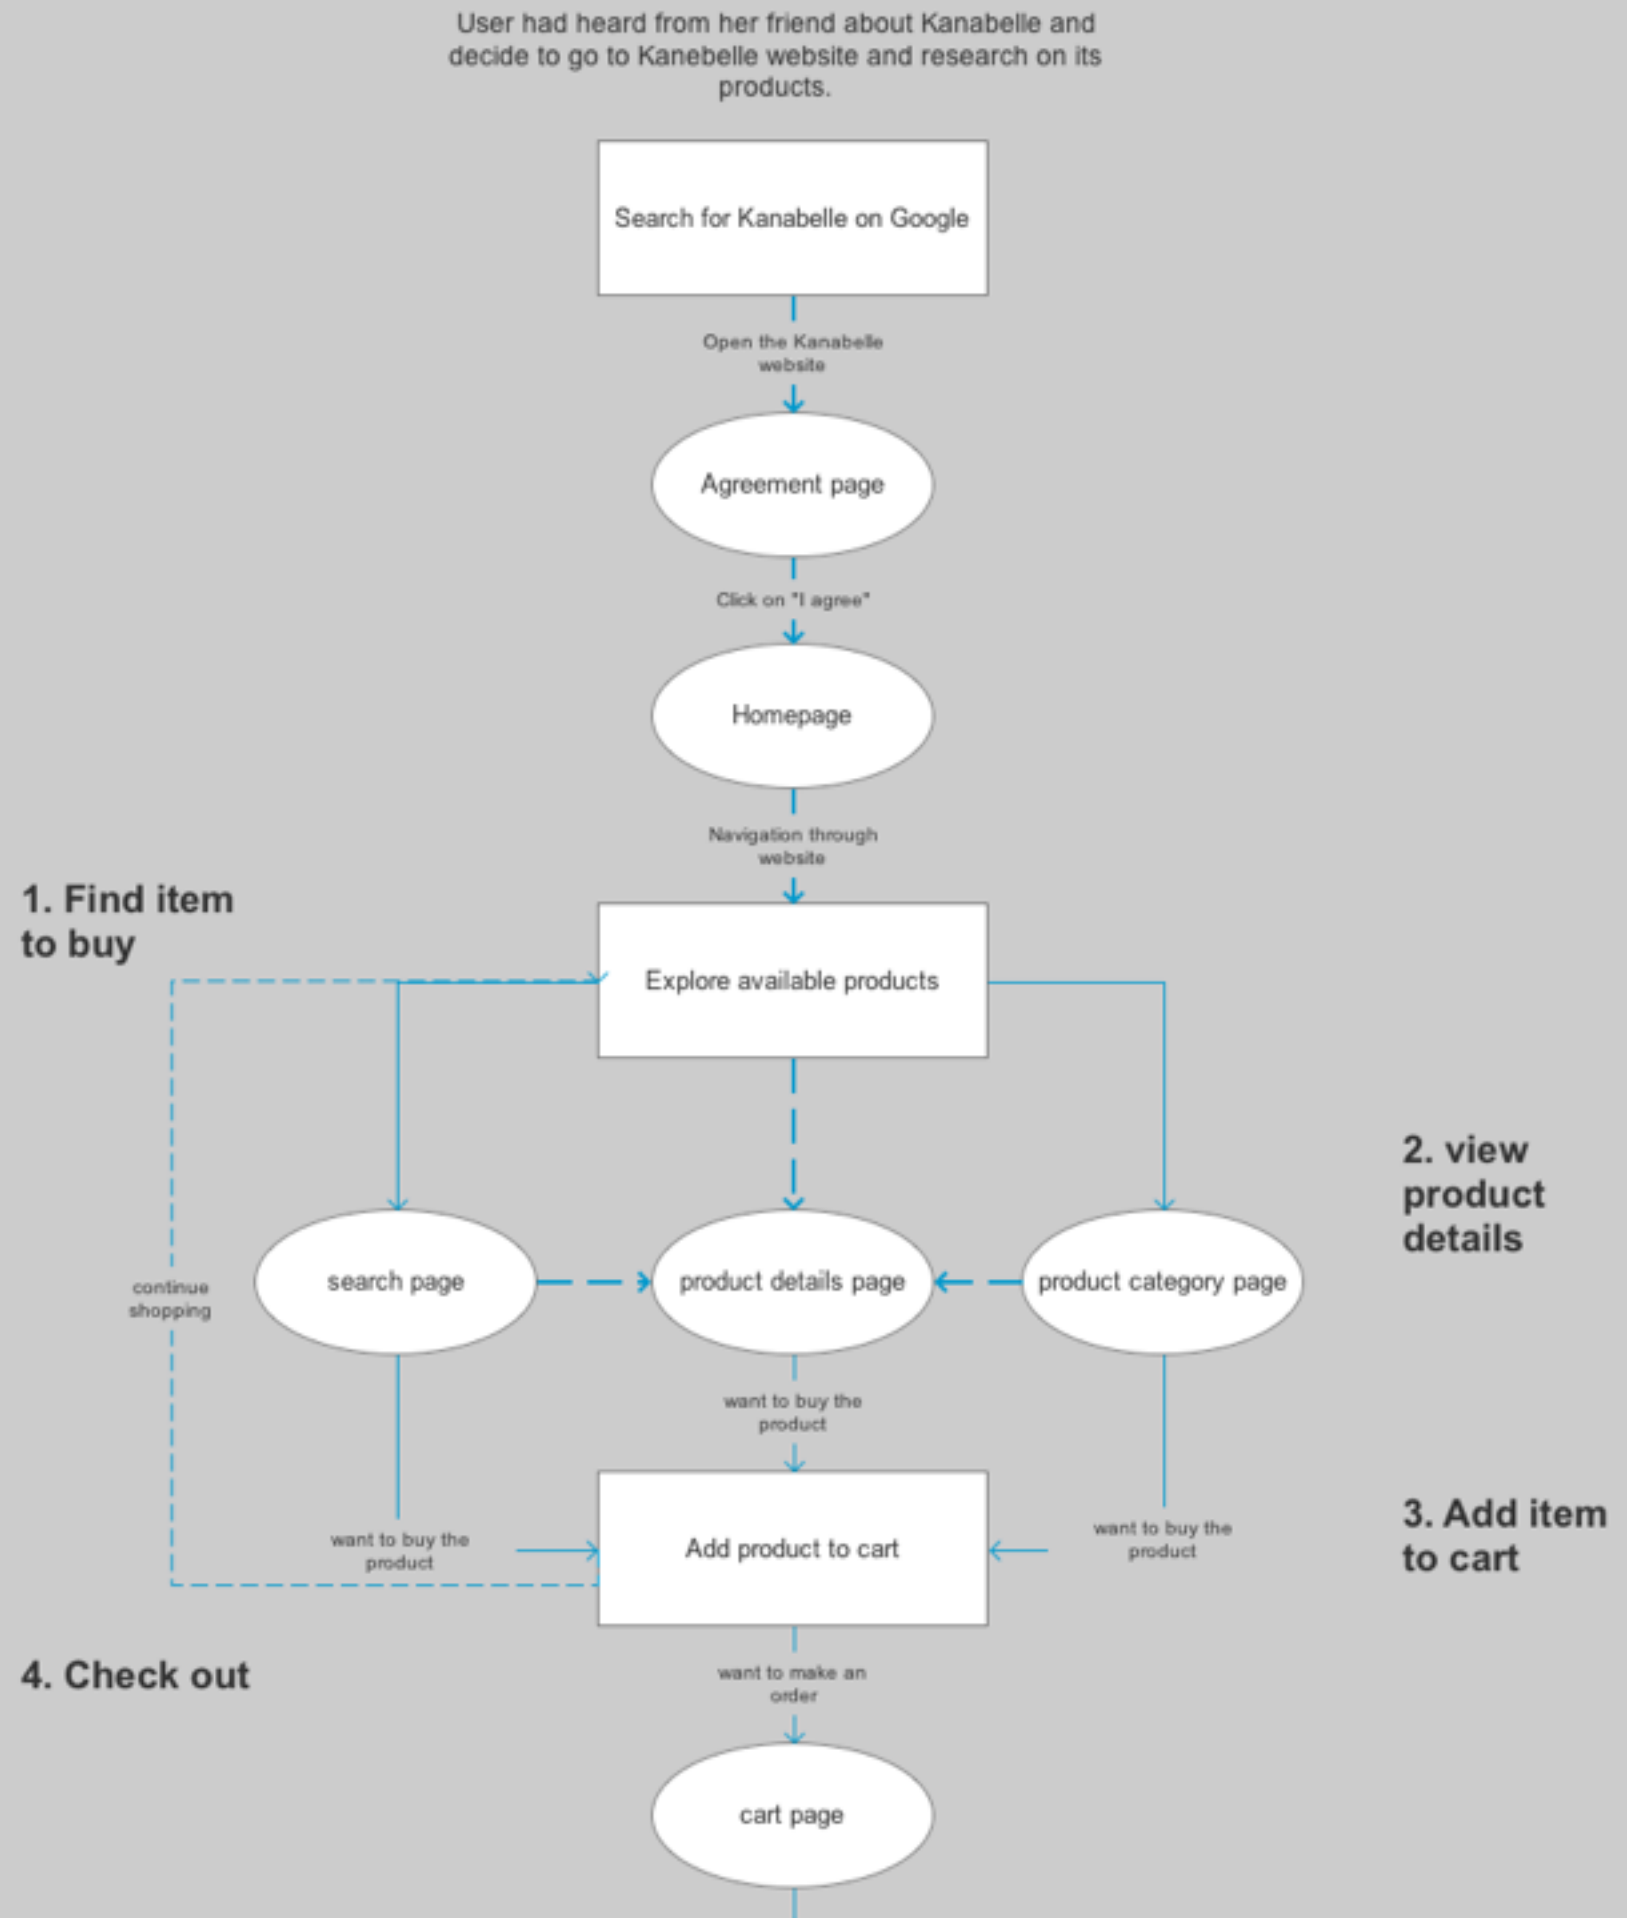 User had heard from her friend about Kanabelle and
decide to go to Kanebelle website and research on its
products.
Search for Kanabelle on Google
Open the Kanabelle
website
Agreement page
Click on "I agree"
Homepage
Navigation through
website
1. Find item
to buy
Explore available products
2. view
product
details
continue
shopping
search page
product details page
product category page
want to buy the
product
want to buy the
product
Add product to cart
want to buy the
product
3. Add item
to cart
4. Check out
want to make an
order
cart page